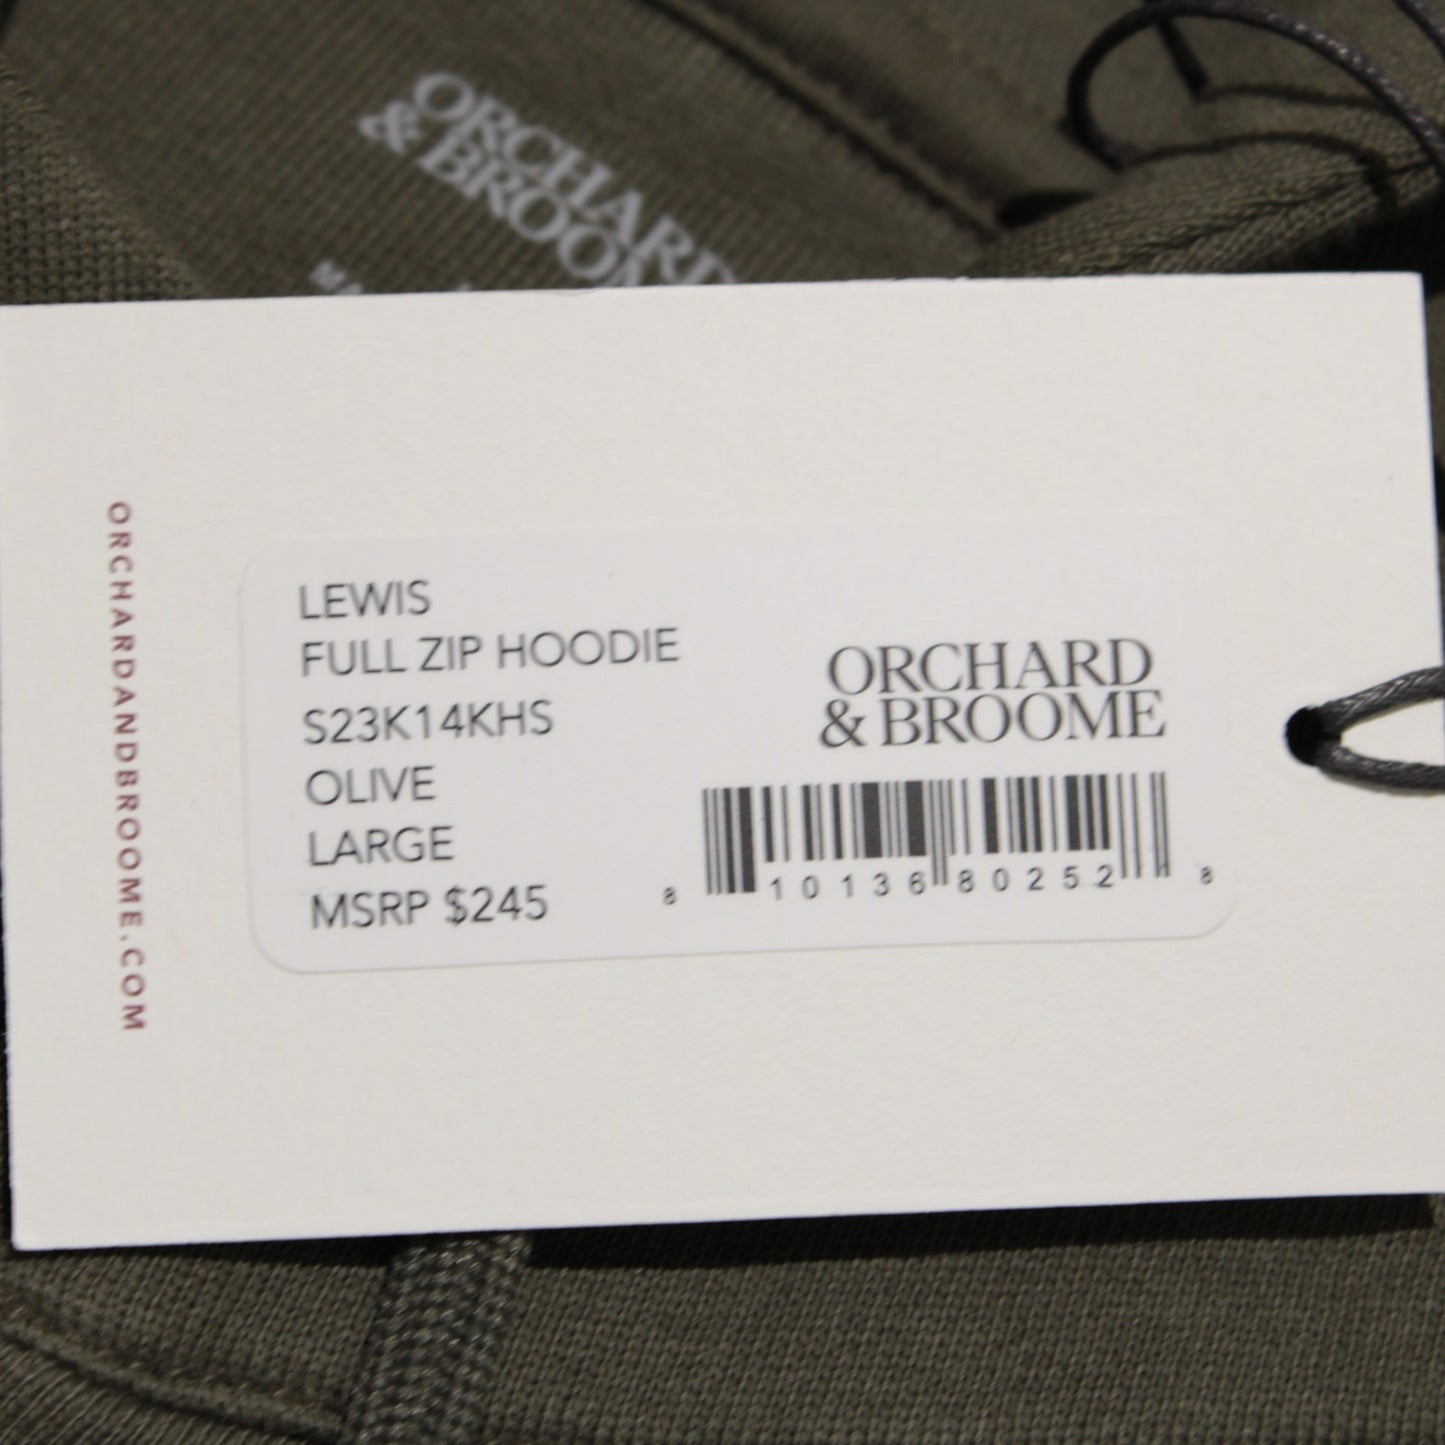 ORCHARD
& BROOME
ORCHARDANDBROOME.COM
LEWIS
FULL ZIP HOODIE
S23K14KHS
OLIVE
LARGE
MSRP $245
ORCHARD
& BROOME
8 10136 80252 8